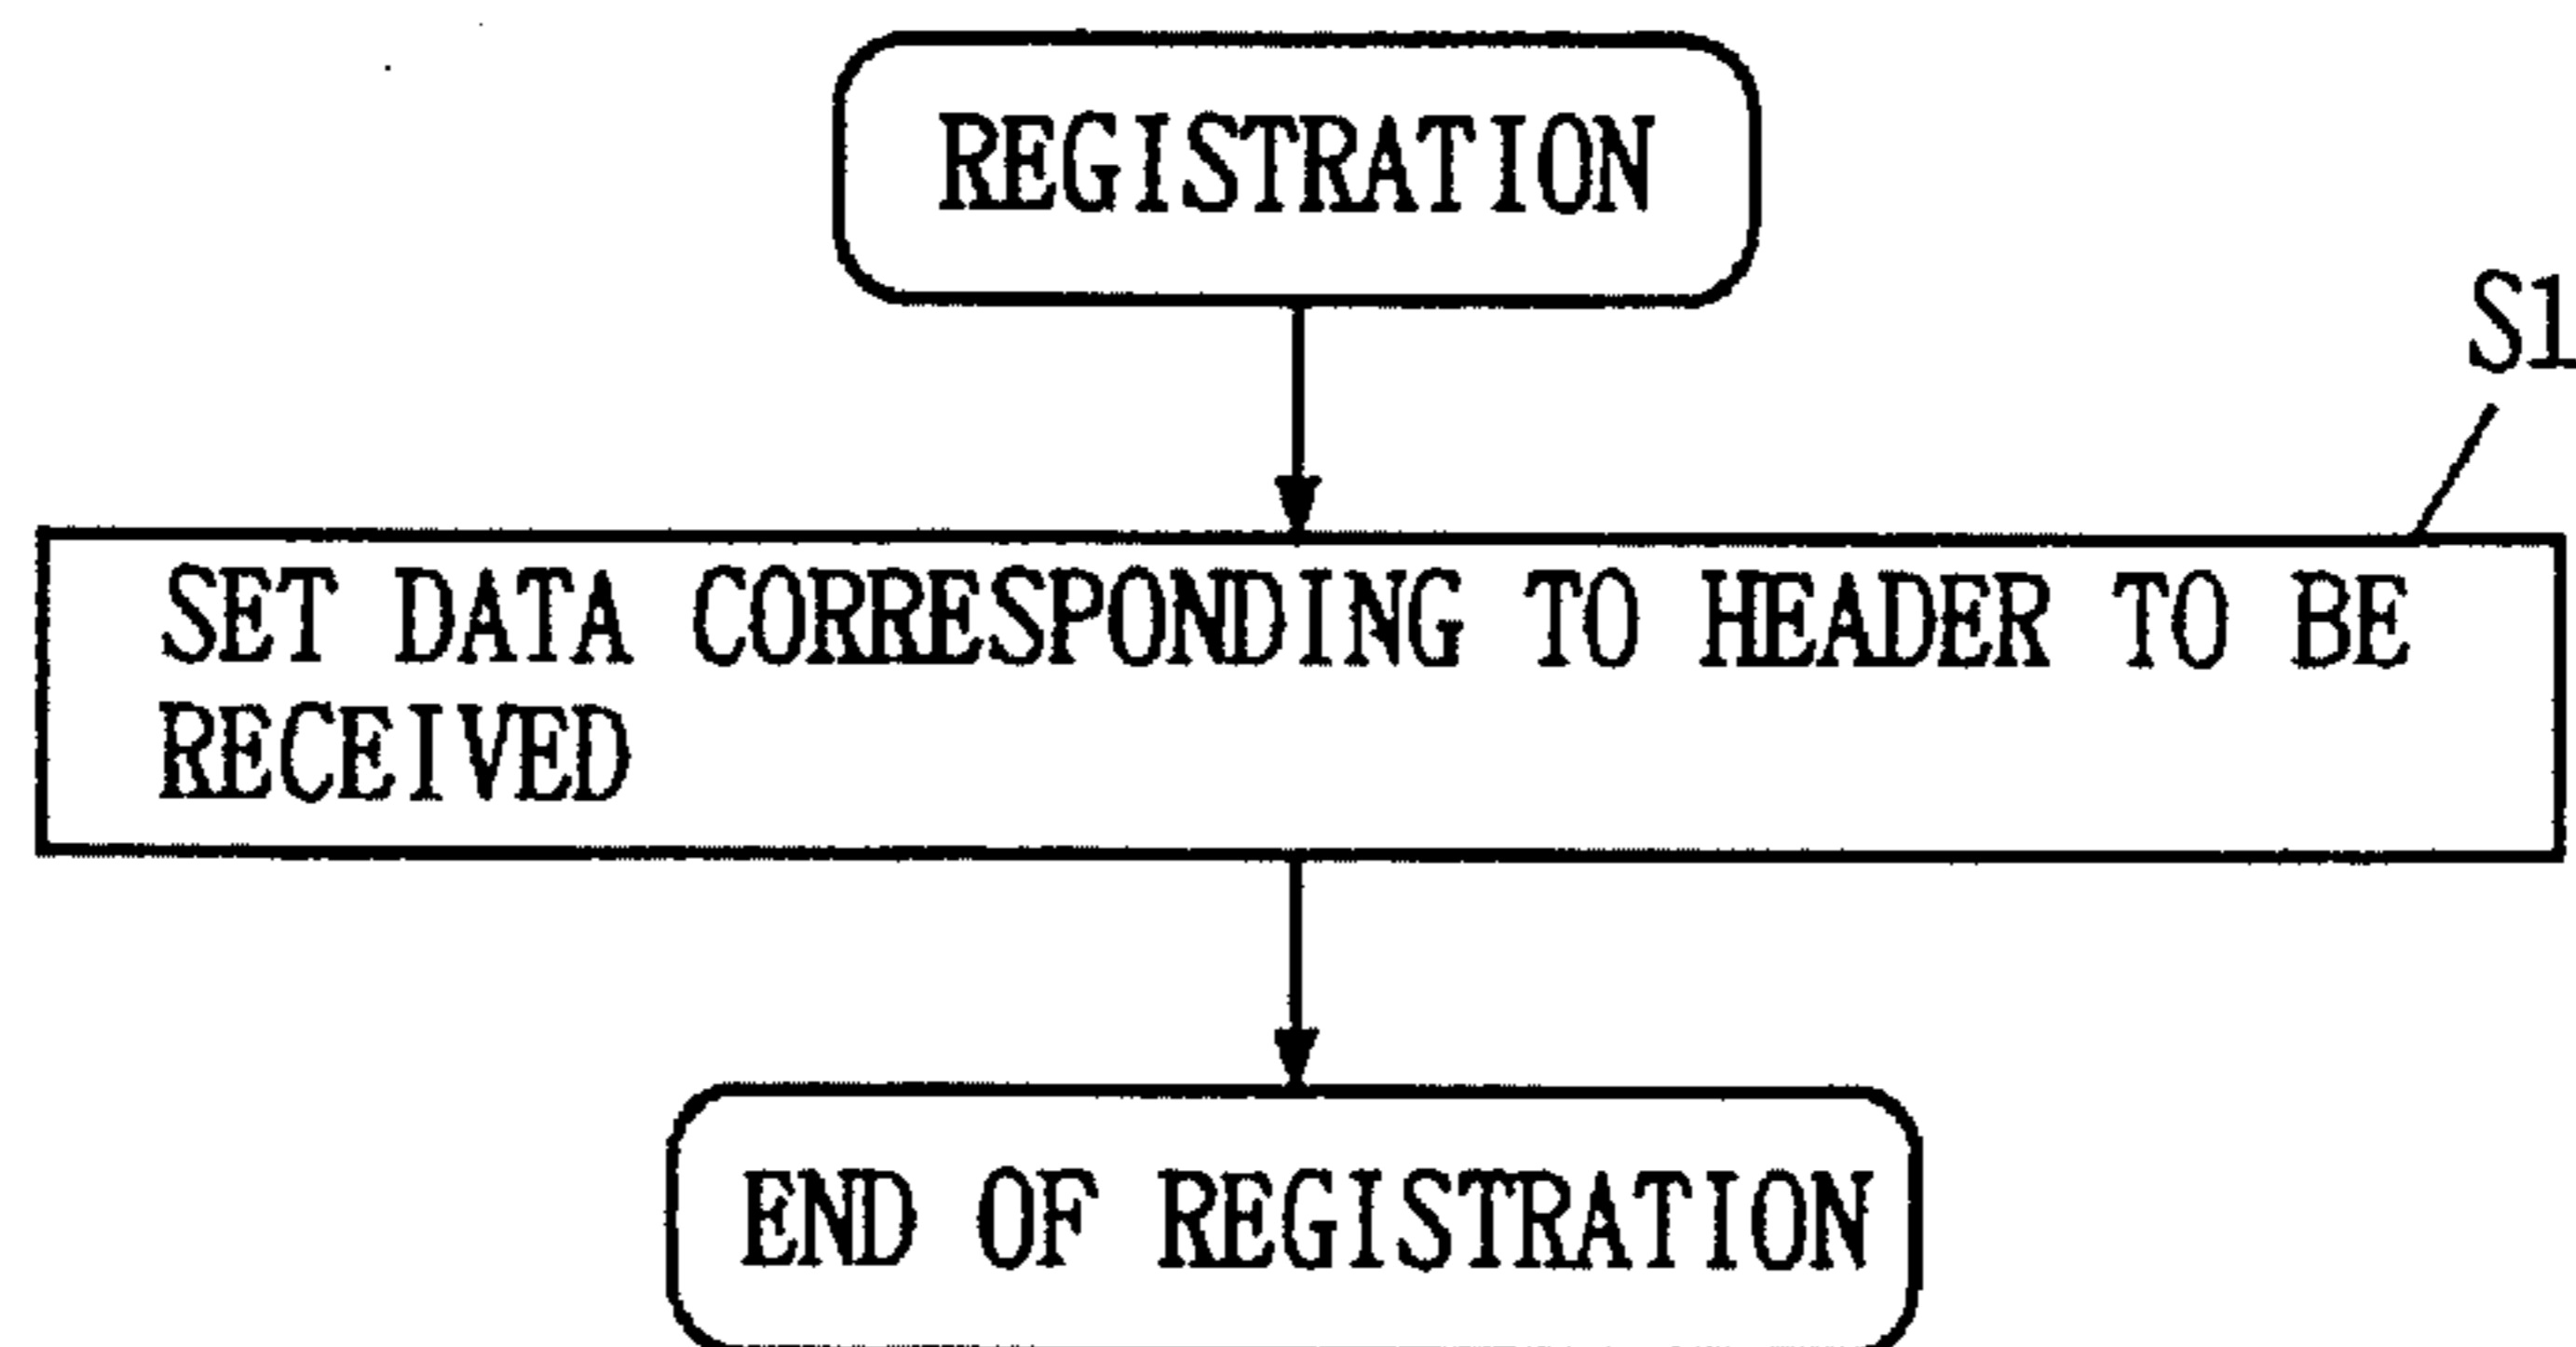 REGISTRATION
S1
SET DATA CORRESPONDING TO HEADER TO BE
RECEIVED
END OF REGISTRATION